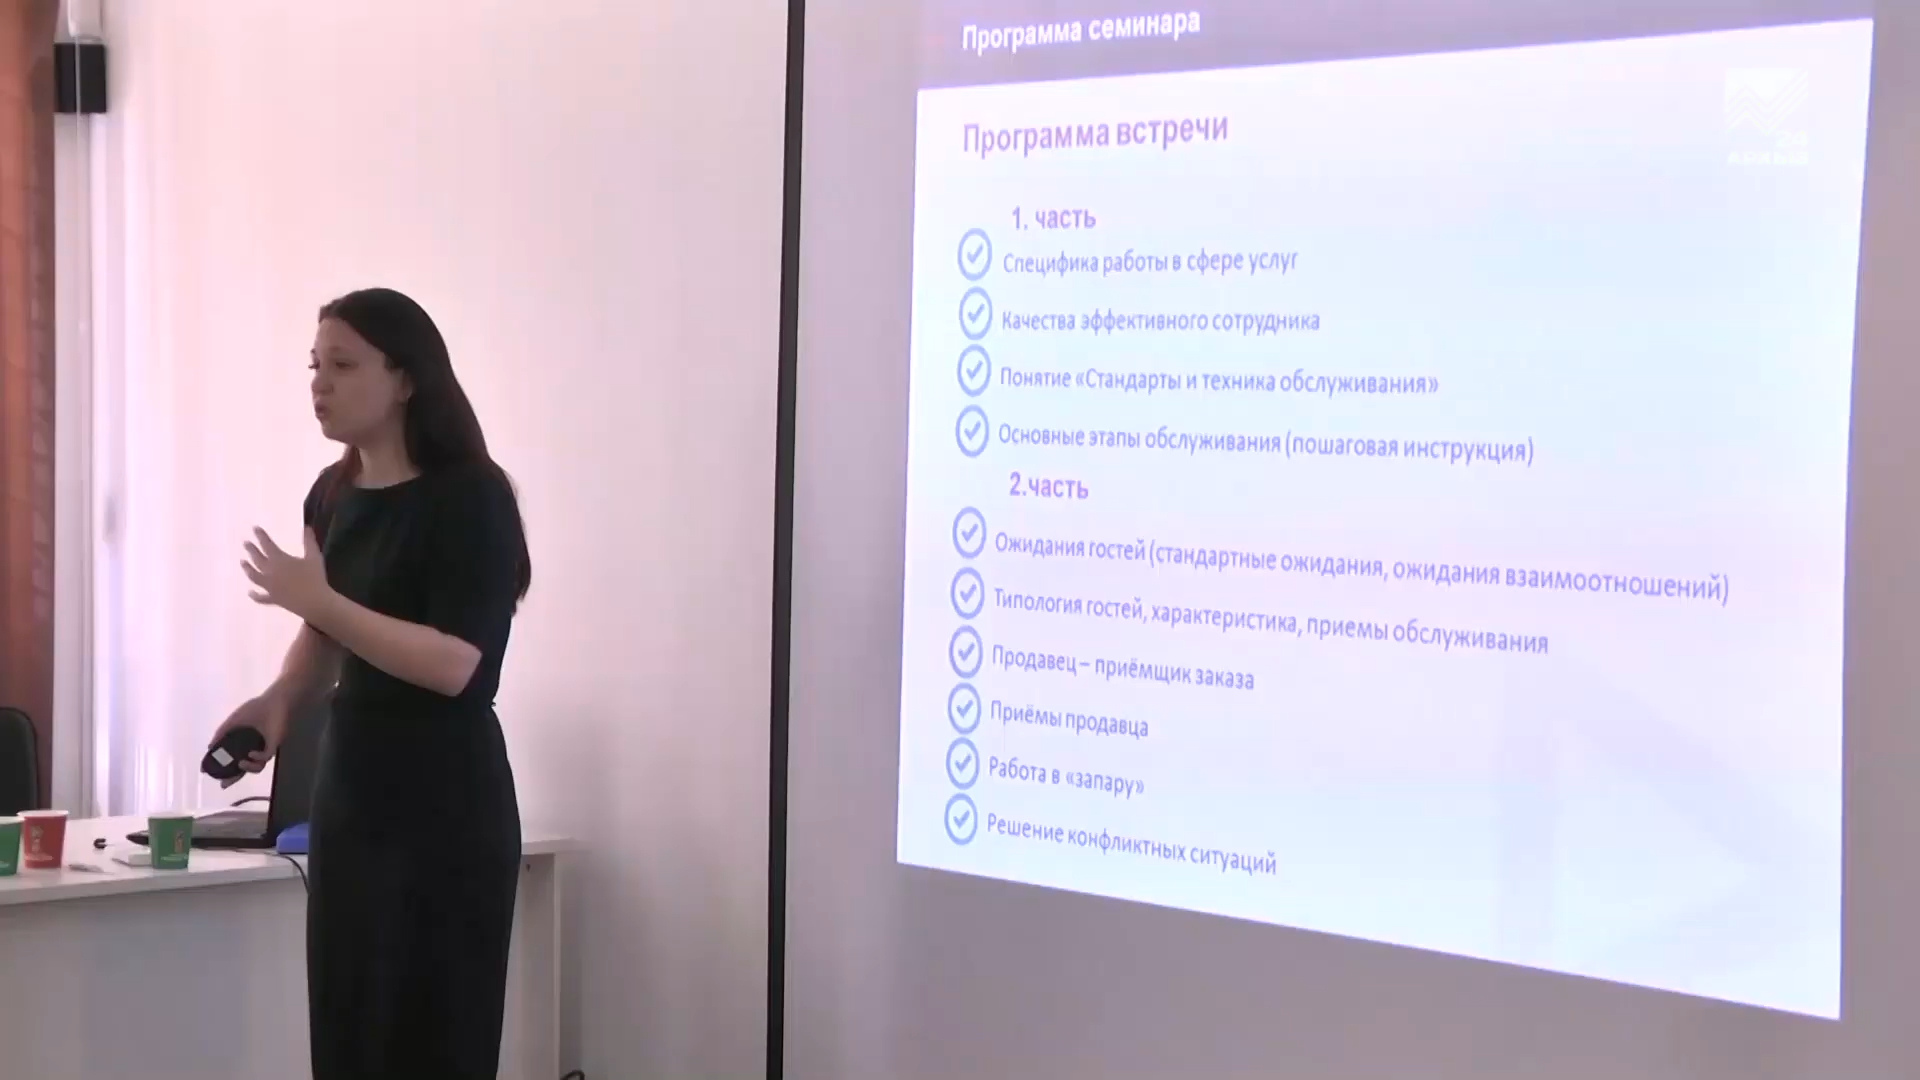 Программа семинара
Программа встречи
24
АРХЫЗ
1. часть
Специфика работы в сфере услуг
Качества эффективного сотрудника
Понятие «Стандарты и техника обслуживания»
Основные этапы обслуживания (пошаговая инструкция)
2.часть
Ожидания гостей (стандартные ожидания, ожидания взаимоотношений)
Типология гостей, характеристика, приемы обслуживания
Продавец – приёмщик заказа
Приёмы продавца
Работа в «запару»
Решение конфликтных ситуаций